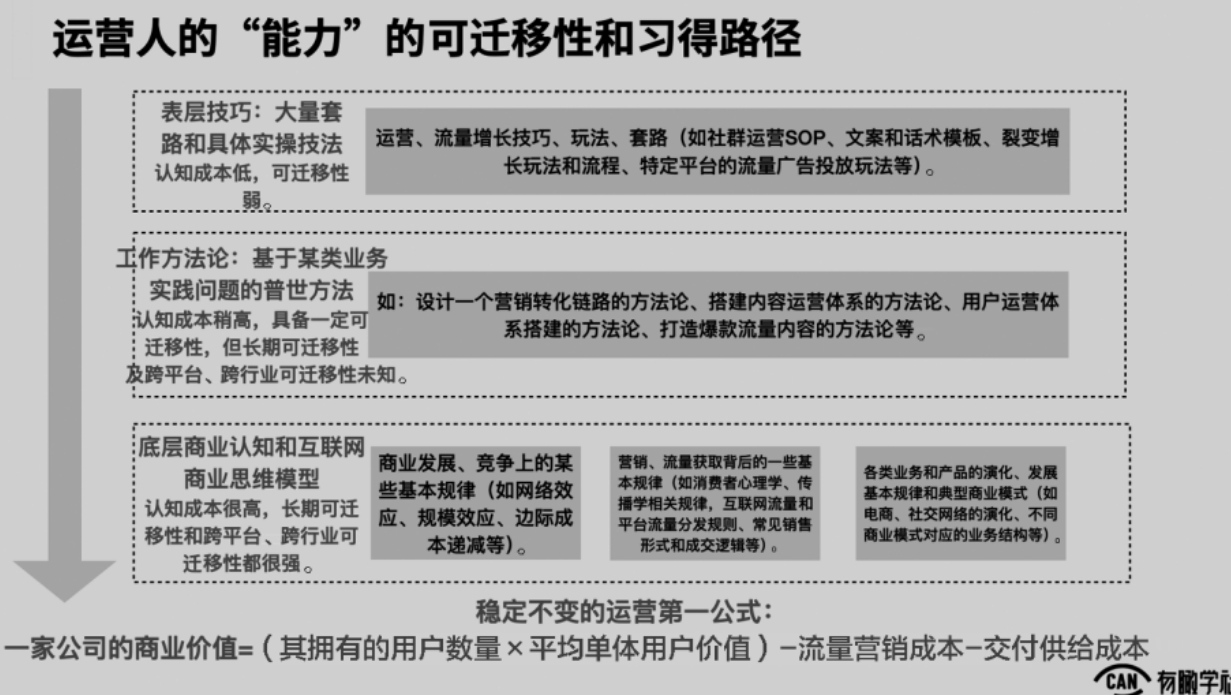 运营人的“能力”的可迁移性和习得路径
表层技巧：大量套
路和具体实操技法
认知成本低，可迁移性
弱。
运营、流量增长技巧、玩法、套路（如社群运营SOP、文案和话术模板、裂变增
长玩法和流程、特定平台的流量广告投放玩法等）。
工作方法论：基于某类业务
实践问题的普世方法
认知成本稍高，具备一定可
迁移性，但长期可迁移性
及跨平台、跨行业可迁移性未知。
如：设计一个营销转化链路的方法论、搭建内容运营体系的方法论、用户运营体
系搭建的方法论、打造爆款流量内容的方法论等。
底层商业认知和互联网
商业思维模型
认知成本很高，长期可迁
移性和跨平台、跨行业可
迁移性都很强。
商业发展、竞争上的某
些基本规律（如网络效
应、规模效应、边际成
本递减等）。
营销、流量获取背后的一些基
本规律（如消费者心理学、传
播学相关规律，互联网流量和
平台流量分发规则、常见销售
形式和成交逻辑等）。
各类业务和产品的演化、发展
基本规律和典型商业模式（如
电商、社交网络的演化、不同
商业模式对应的业务结构等）。
稳定不变的运营第一公式：
一家公司的商业价值=（其拥有的用户数量×平均单体用户价值）-流量营销成本-交付供给成本
CAN 有瞰学社